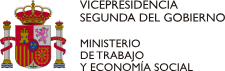 VICEPRESIDENCIA
SEGUNDA DEL GOBIERNO
MINISTERIO
DE TRABAJO
Y ECONOMÍA SOCIAL